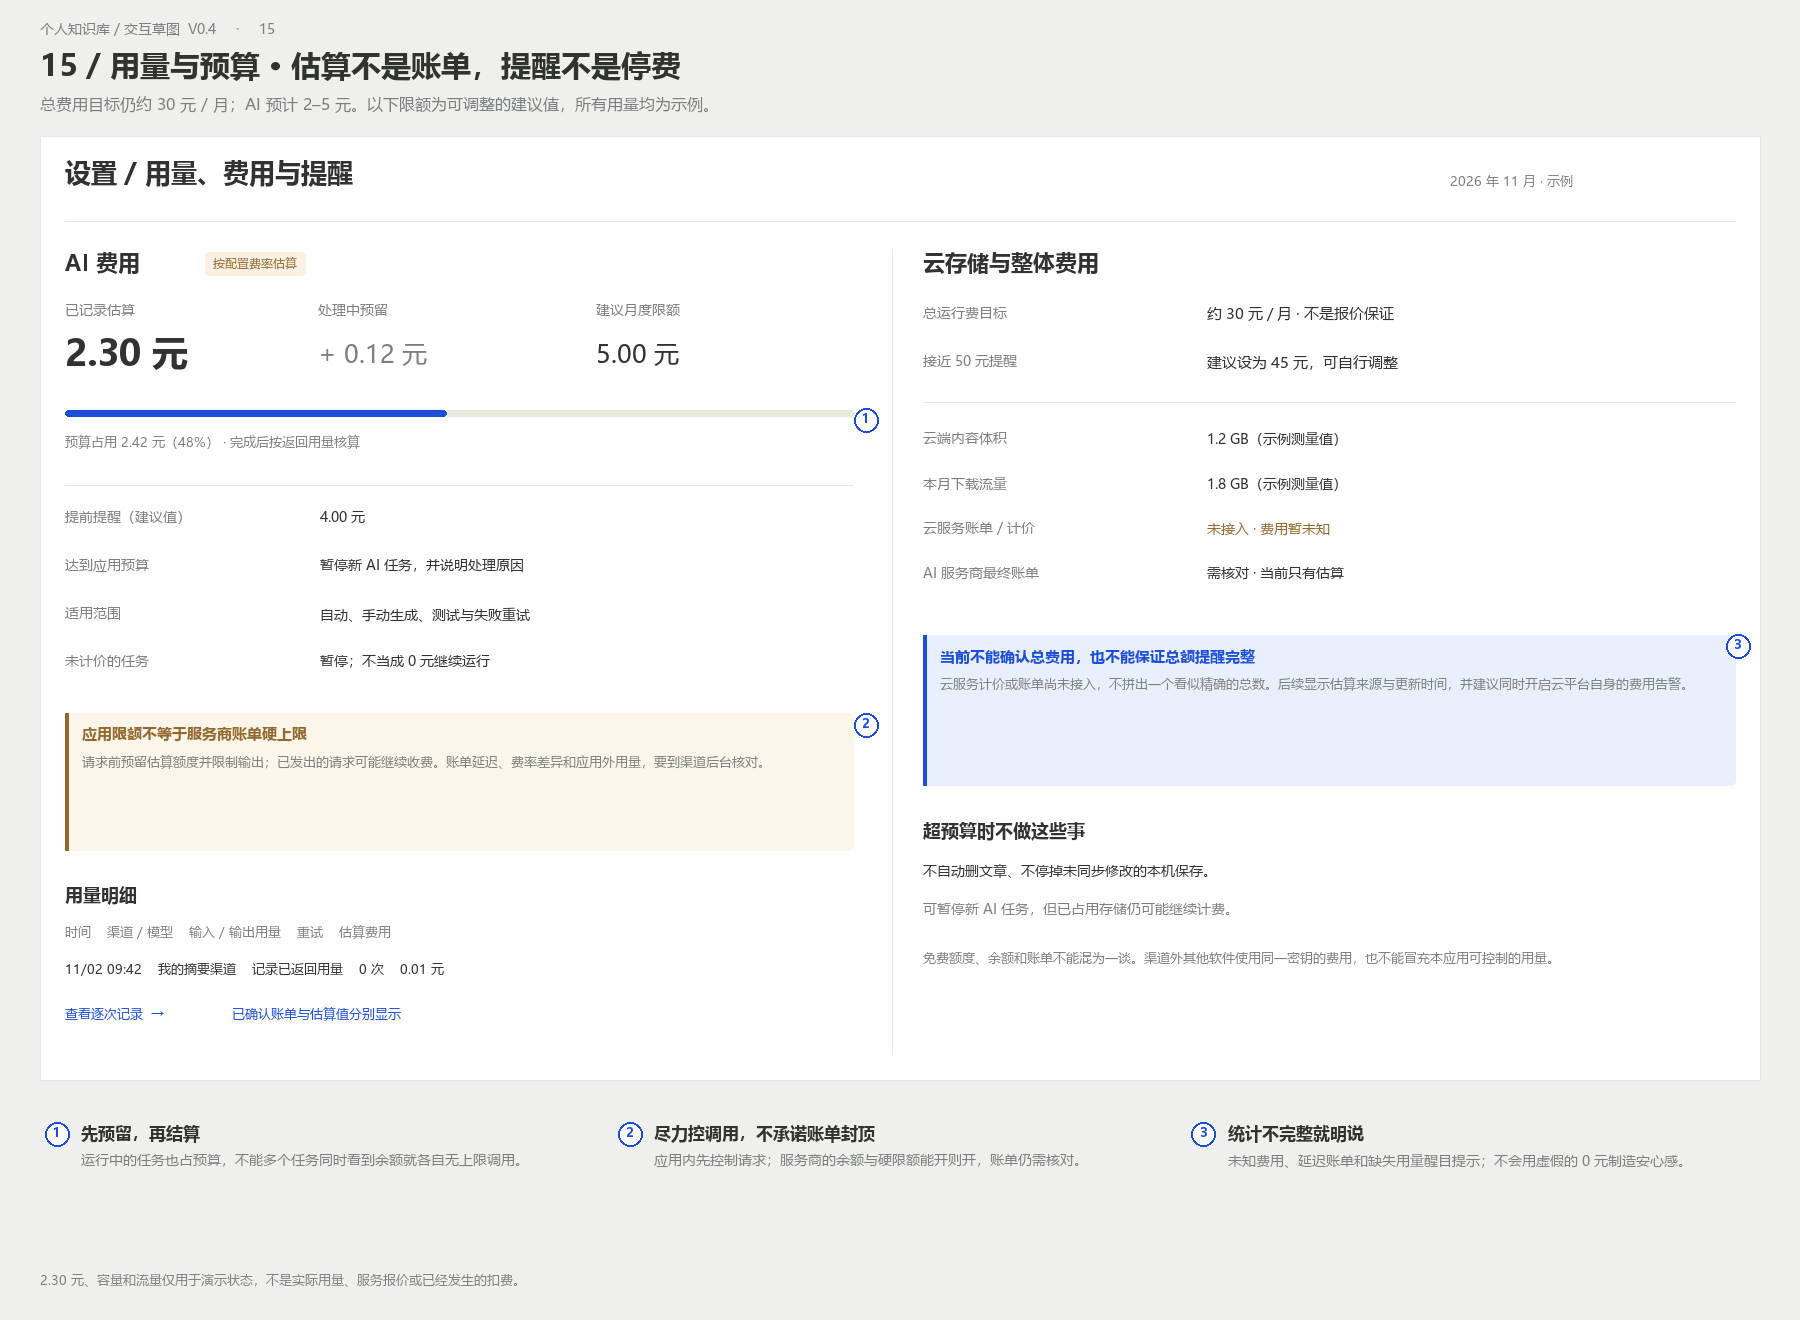 个人知识库 / 交互草图 V0.4 · 15
15 / 用量与预算 • 估算不是账单，提醒不是停费
总费用目标仍约 30 元 / 月；AI 预计 2–5 元。以下限额为可调整的建议值，所有用量均为示例。
设置 / 用量、费用与提醒
2026 年 11 月 · 示例
AI 费用
按配置费率估算
已记录估算
处理中预留
建议月度限额
2.30 元
+ 0.12 元
5.00 元
1
预算占用 2.42 元（48%） · 完成后按返回用量核算
提前提醒（建议值）
4.00 元
达到应用预算
暂停新 AI 任务，并说明处理原因
适用范围
自动、手动生成、测试与失败重试
未计价的任务
暂停；不当成 0 元继续运行
2
应用限额不等于服务商账单硬上限
请求前预留估算额度并限制输出；已发出的请求可能继续收费。账单延迟、费率差异和应用外用量，要到渠道后台核对。
用量明细
时间 渠道 / 模型 输入 / 输出用量 重试 估算费用
11/02 09:42 我的摘要渠道 记录已返回用量 0 次 0.01 元
查看逐次记录 →
已确认账单与估算值分别显示
云存储与整体费用
总运行费目标
约 30 元 / 月 · 不是报价保证
接近 50 元提醒
建议设为 45 元，可自行调整
云端内容体积
1.2 GB（示例测量值）
本月下载流量
1.8 GB（示例测量值）
云服务账单 / 计价
未接入 · 费用暂未知
AI 服务商最终账单
需核对 · 当前只有估算
3
当前不能确认总费用，也不能保证总额提醒完整
云服务计价或账单尚未接入，不拼出一个看似精确的总数。后续显示估算来源与更新时间，并建议同时开启云平台自身的费用告警。
超预算时不做这些事
不自动删文章、不停掉未同步修改的本机保存。
可暂停新 AI 任务，但已占用存储仍可能继续计费。
免费额度、余额和账单不能混为一谈。渠道外其他软件使用同一密钥的费用，也不能冒充本应用可控制的用量。
1 先预留，再结算
运行中的任务也占预算，不能多个任务同时看到余额就各自无上限调用。
2 尽力控调用，不承诺账单封顶
应用内先控制请求；服务商的余额与硬限额能开则开，账单仍需核对。
3 统计不完整就明说
未知费用、延迟账单和缺失用量醒目提示；不会用虚假的 0 元制造安心感。
2.30 元、容量和流量仅用于演示状态，不是实际用量、服务报价或已经发生的扣费。